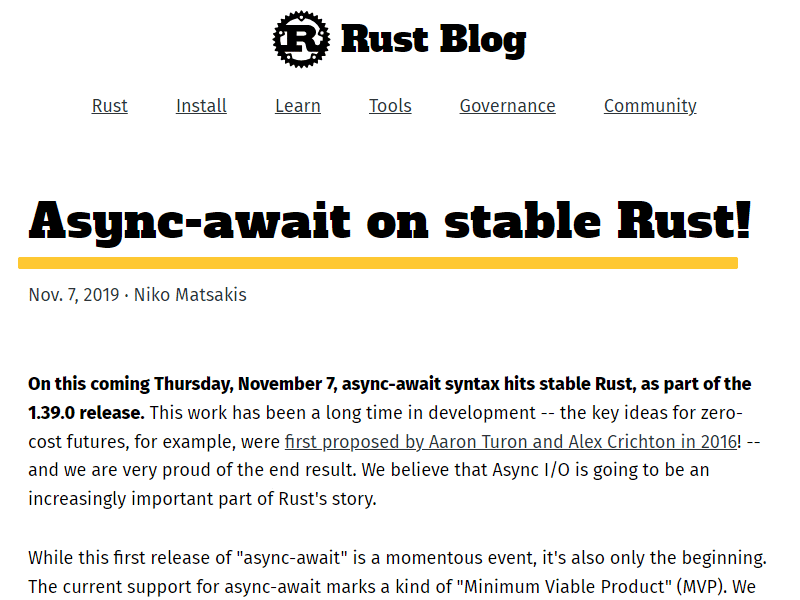 Rust Blog
Rust Install Learn Tools Governance Community
Async-await on stable Rust!
Nov. 7, 2019 · Niko Matsakis
On this coming Thursday, November 7, async-await syntax hits stable Rust, as part of the
1.39.0 release. This work has been a long time in development -- the key ideas for zero-
cost futures, for example, were first proposed by Aaron Turon and Alex Crichton in 2016! --
and we are very proud of the end result. We believe that Async I/O is going to be an
increasingly important part of Rust's story.
While this first release of "async-await" is a momentous event, it's also only the beginning.
The current support for async-await marks a kind of "Minimum Viable Product" (MVP). We